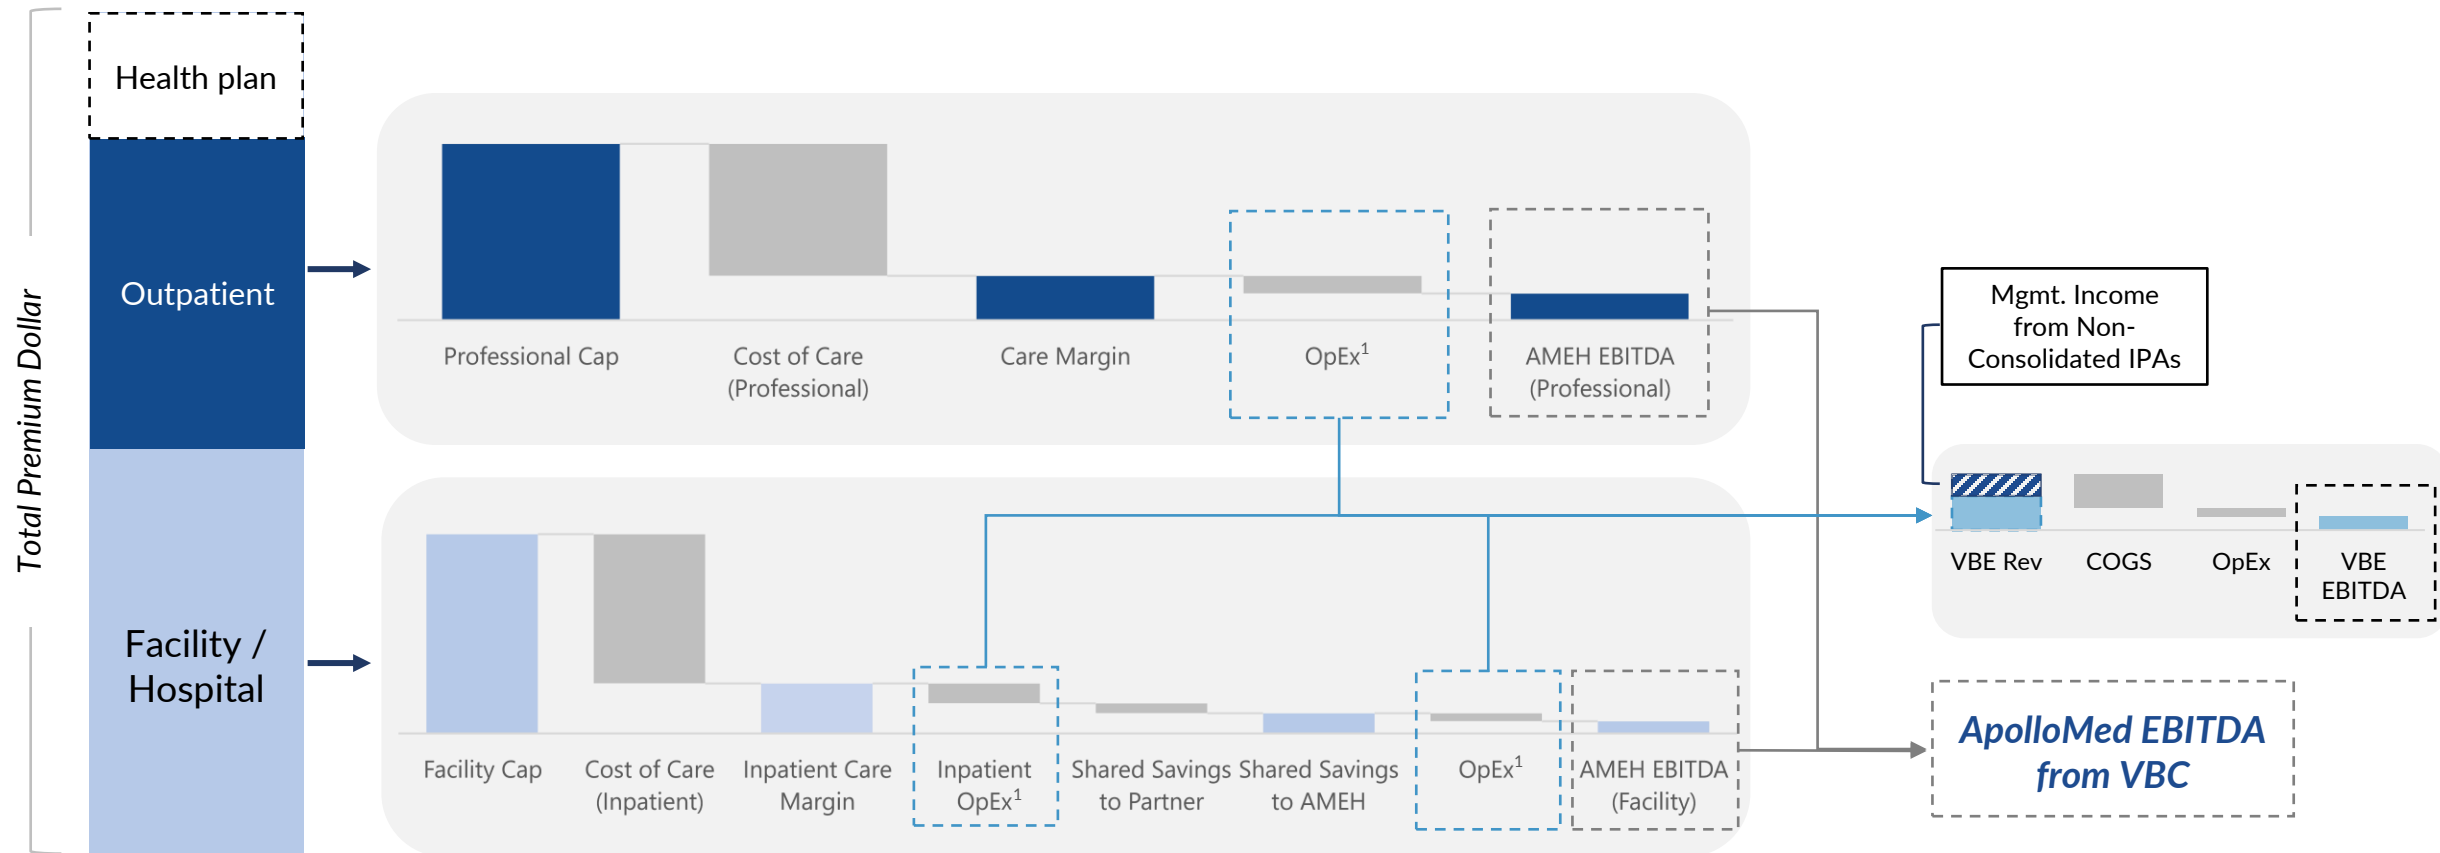 Total Premium Dollar
Health plan
Outpatient
Facility /
Hospital
Professional Cap
Cost of Care
(Professional)
Care Margin
OpEx¹
AMEH EBITDA
(Professional)
Facility Cap
Cost of Care
(Inpatient)
Inpatient Care
Margin
Inpatient
OpEx¹
Shared Savings
to Partner
Shared Savings
to AMEH
OpEx¹
AMEH EBITDA
(Facility)
Mgmt. Income
from Non-
Consolidated IPAs
VBE Rev
COGS
OpEx
VBE
EBITDA
ApolloMed EBITDA
from VBC